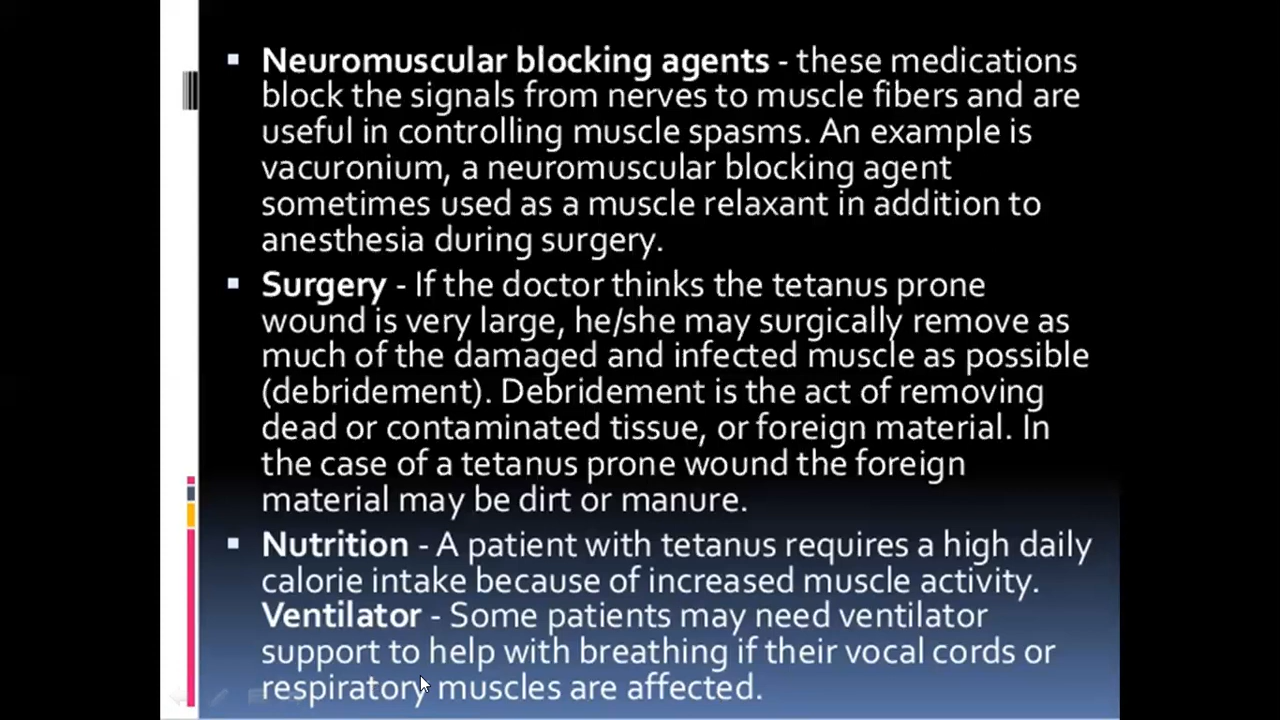 ▪ Neuromuscular blocking agents - these medications
block the signals from nerves to muscle fibers and are
useful in controlling muscle spasms. An example is
vacuronium, a neuromuscular blocking agent
sometimes used as a muscle relaxant in addition to
anesthesia during surgery.
▪ Surgery - If the doctor thinks the tetanus prone
wound is very large, he/she may surgically remove as
much of the damaged and infected muscle as possible
(debridement). Debridement is the act of removing
dead or contaminated tissue, or foreign material. In
the case of a tetanus prone wound the foreign
material may be dirt or manure.
▪ Nutrition - A patient with tetanus requires a high daily
calorie intake because of increased muscle activity.
Ventilator - Some patients may need ventilator
support to help with breathing if their vocal cords or
respiratory muscles are affected.